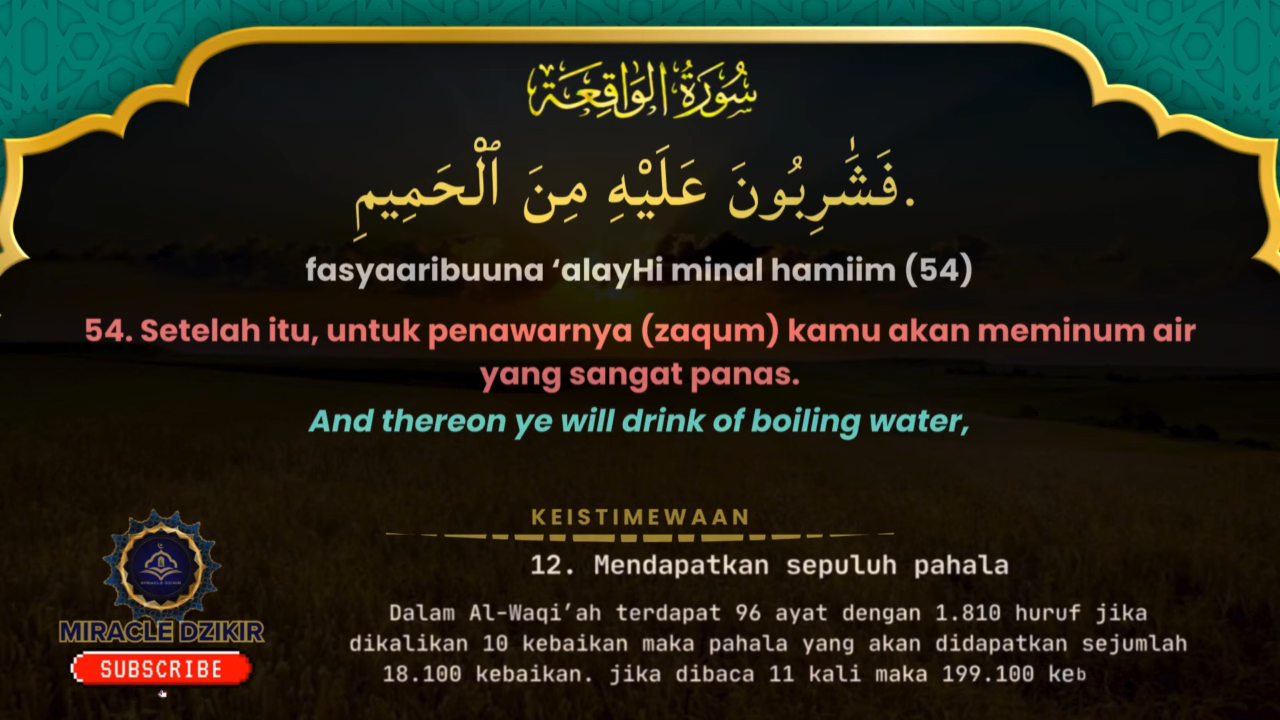 سُورَةُ الوَاقِعَة
فَشَٰرِبُونَ عَلَيْهِ مِنَ ٱلْحَمِيمِ.
fasyaaribuuna ‘alayHi minal hamiim (54)
54. Setelah itu, untuk penawarnya (zaqum) kamu akan meminum air
yang sangat panas.
And thereon ye will drink of boiling water,
KEISTIMEWAAN
12. Mendapatkan sepuluh pahala
Dalam Al-Waqi’ah terdapat 96 ayat dengan 1.810 huruf jika
dikalikan 10 kebaikan maka pahala yang akan didapatkan sejumlah
18.100 kebaikan. jika dibaca 11 kali maka 199.100 keb
MIRACLE DZIKIR
MIRACLE DZIKIR
SUBSCRIBE